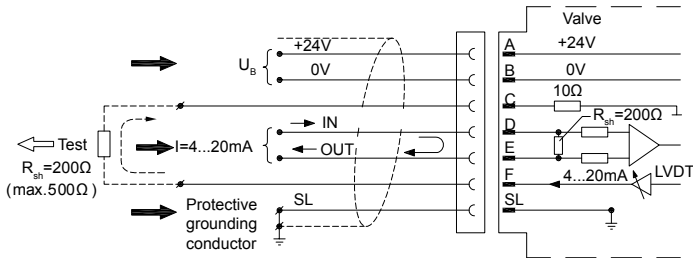 Valve
+24V
A
+24V
U_B
0V
B
0V
C
10Ω
R_sh=200Ω
IN
D
Test
I=4...20mA
OUT
E
R_sh=200Ω
(max.500Ω)
F
4...20mA
LVDT
Protective
grounding
conductor
SL
SL